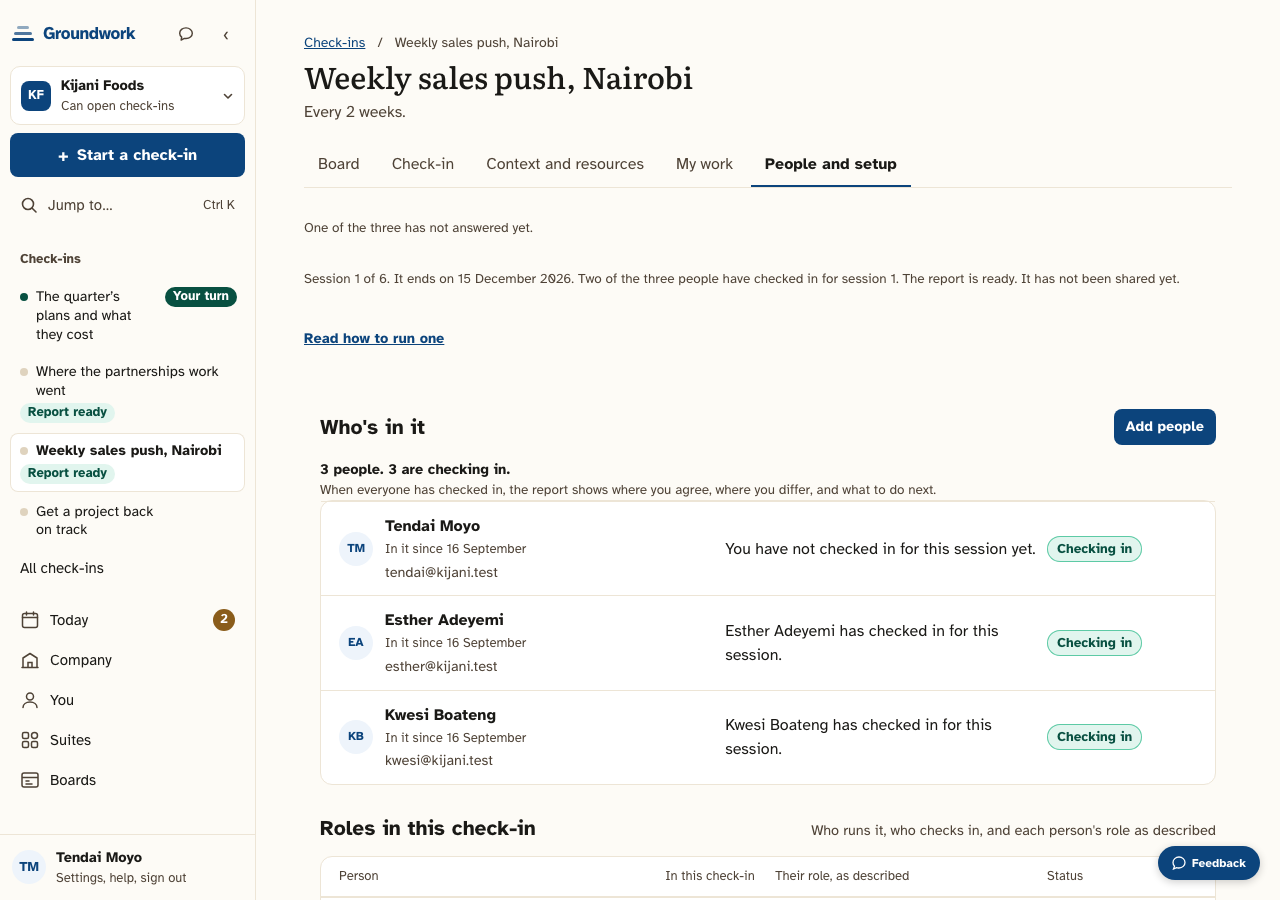 Groundwork
KF
Kijani Foods
Can open check-ins
+ Start a check-in
Jump to...
Ctrl K
Check-ins
The quarter's
plans and what
they cost
Your turn
Where the partnerships work
went
Report ready
Weekly sales push, Nairobi
Report ready
Get a project back
on track
All check-ins
Today
2
Company
You
Suites
Boards
TM
Tendai Moyo
Settings, help, sign out
Check-ins / Weekly sales push, Nairobi
Weekly sales push, Nairobi
Every 2 weeks.
Board
Check-in
Context and resources
My work
People and setup
One of the three has not answered yet.
Session 1 of 6. It ends on 15 December 2026. Two of the three people have checked in for session 1. The report is ready. It has not been shared yet.
Read how to run one
Who's in it
Add people
3 people. 3 are checking in.
When everyone has checked in, the report shows where you agree, where you differ, and what to do next.
TM
Tendai Moyo
In it since 16 September
tendai@kijani.test
You have not checked in for this session yet.
Checking in
EA
Esther Adeyemi
In it since 16 September
esther@kijani.test
Esther Adeyemi has checked in for this
session.
Checking in
KB
Kwesi Boateng
In it since 16 September
kwesi@kijani.test
Kwesi Boateng has checked in for this
session.
Checking in
Roles in this check-in
Who runs it, who checks in, and each person's role as described
Person
In this check-in
Their role, as described
Status
Feedback